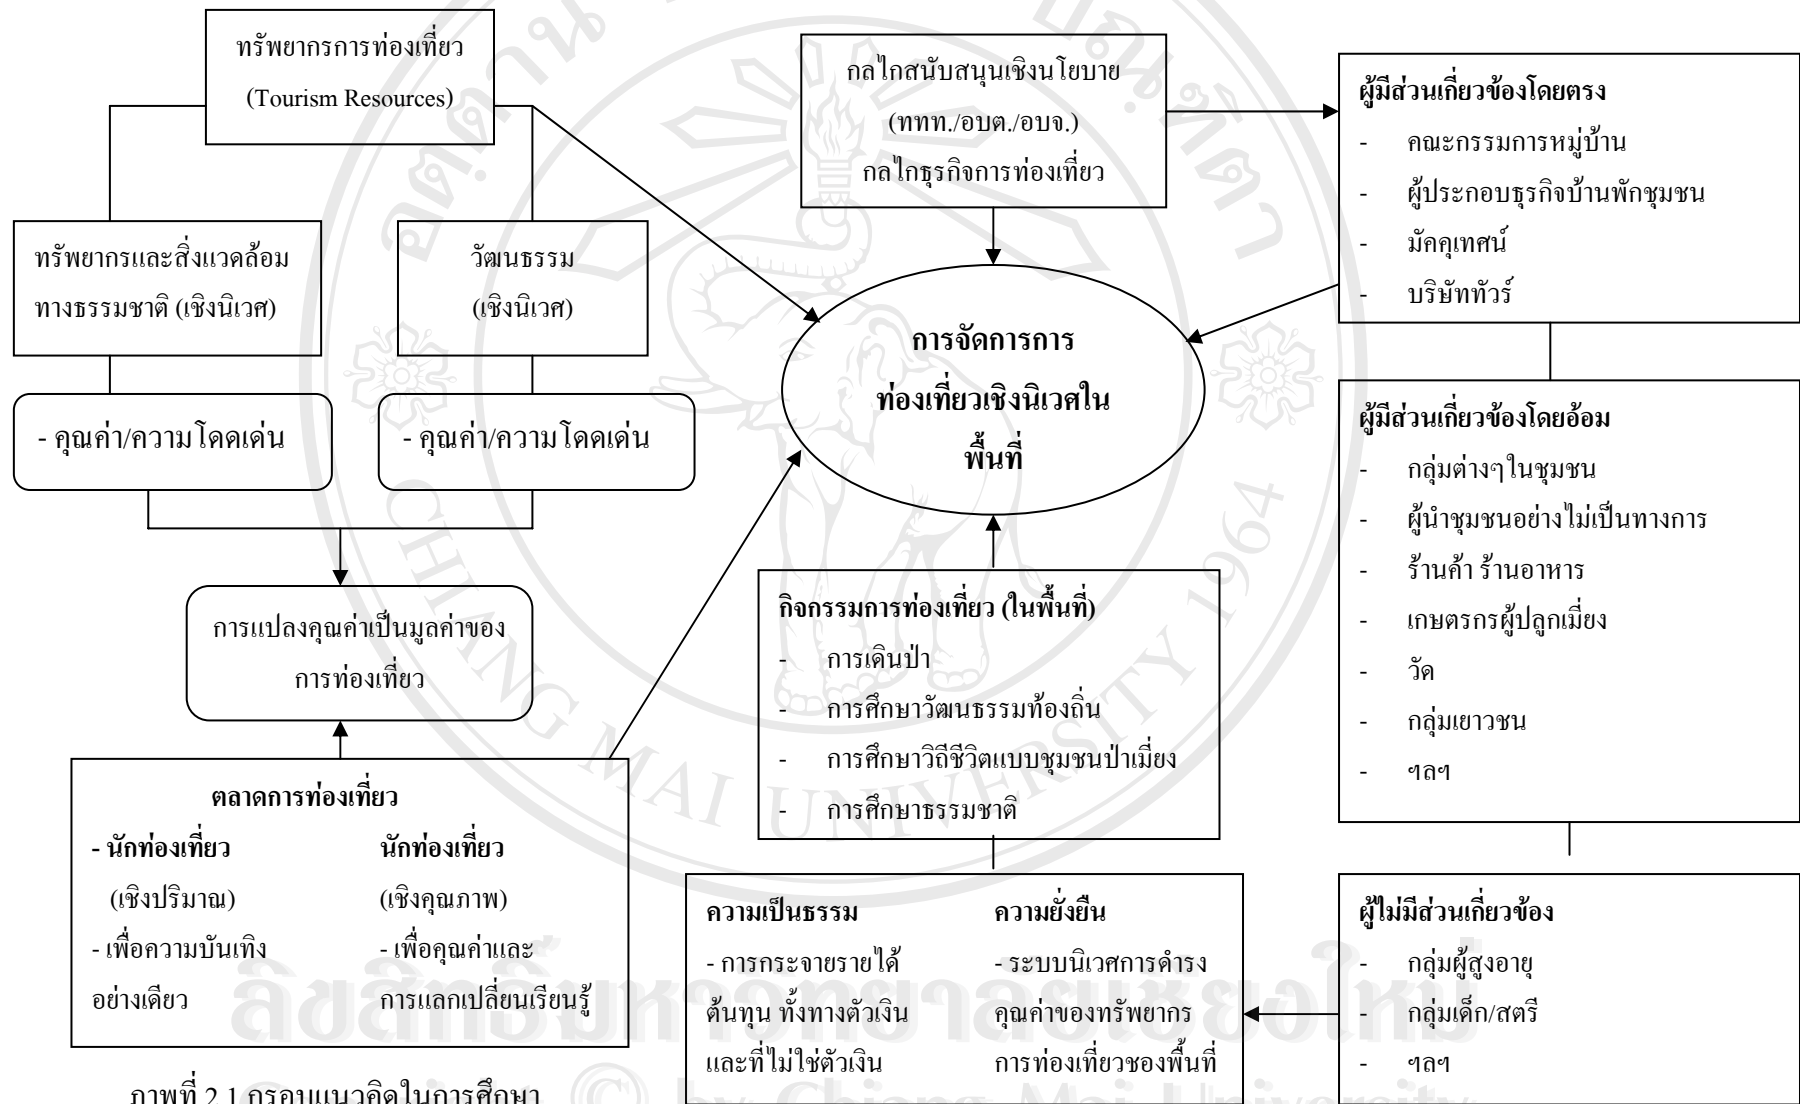 ทรัพยากรการท่องเที่ยว
(Tourism Resources)
กลไกสนับสนุนเชิงนโยบาย
(ททท./อบต./อบจ.)
กลไกธุรกิจการท่องเที่ยว
ผู้มีส่วนเกี่ยวข้องโดยตรง
- คณะกรรมการหมู่บ้าน
- ผู้ประกอบธุรกิจบ้านพักชุมชน
- มัคคุเทศน์
- บริษัททัวร์
ทรัพยากรและสิ่งแวดล้อม
ทางธรรมชาติ (เชิงนิเวศ)
วัฒนธรรม
(เชิงนิเวศ)
การจัดการการ
ท่องเที่ยวเชิงนิเวศใน
พื้นที่
- คุณค่า/ความโดดเด่น
- คุณค่า/ความโดดเด่น
ผู้มีส่วนเกี่ยวข้องโดยอ้อม
- กลุ่มต่างๆในชุมชน
- ผู้นำชุมชนอย่างไม่เป็นทางการ
- ร้านค้า ร้านอาหาร
- เกษตรกรผู้ปลูกเมี่ยง
- วัด
- กลุ่มเยาวชน
- ฯลฯ
การแปลงคุณค่าเป็นมูลค่าของ
การท่องเที่ยว
กิจกรรมการท่องเที่ยว (ในพื้นที่)
- การเดินป่า
- การศึกษาวัฒนธรรมท้องถิ่น
- การศึกษาวิถีชีวิตแบบชุมชนป่าเมี่ยง
- การศึกษาธรรมชาติ
ตลาดการท่องเที่ยว
- นักท่องเที่ยว
(เชิงปริมาณ)
- เพื่อความบันเทิง
อย่างเดียว
นักท่องเที่ยว
(เชิงคุณภาพ)
- เพื่อคุณค่าและ
การแลกเปลี่ยนเรียนรู้
ความเป็นธรรม
- การกระจายรายได้
ต้นทุน ทั้งทางตัวเงิน
และที่ไม่ใช่ตัวเงิน
ความยั่งยืน
- ระบบนิเวศการดำรง
คุณค่าของทรัพยากร
การท่องเที่ยวชองพื้นที่
ผู้ไม่มีส่วนเกี่ยวข้อง
- กลุ่มผู้สูงอายุ
- กลุ่มเด็ก/สตรี
- ฯลฯ
ภาพที่ 2.1 กรอบแนวคิดในการศึกษา
CHIANG MAI UNIVERSITY 1964
ลิขสิทธิ์มหาวิทยาลัยเชียงใหม่
© by Chiang Mai University